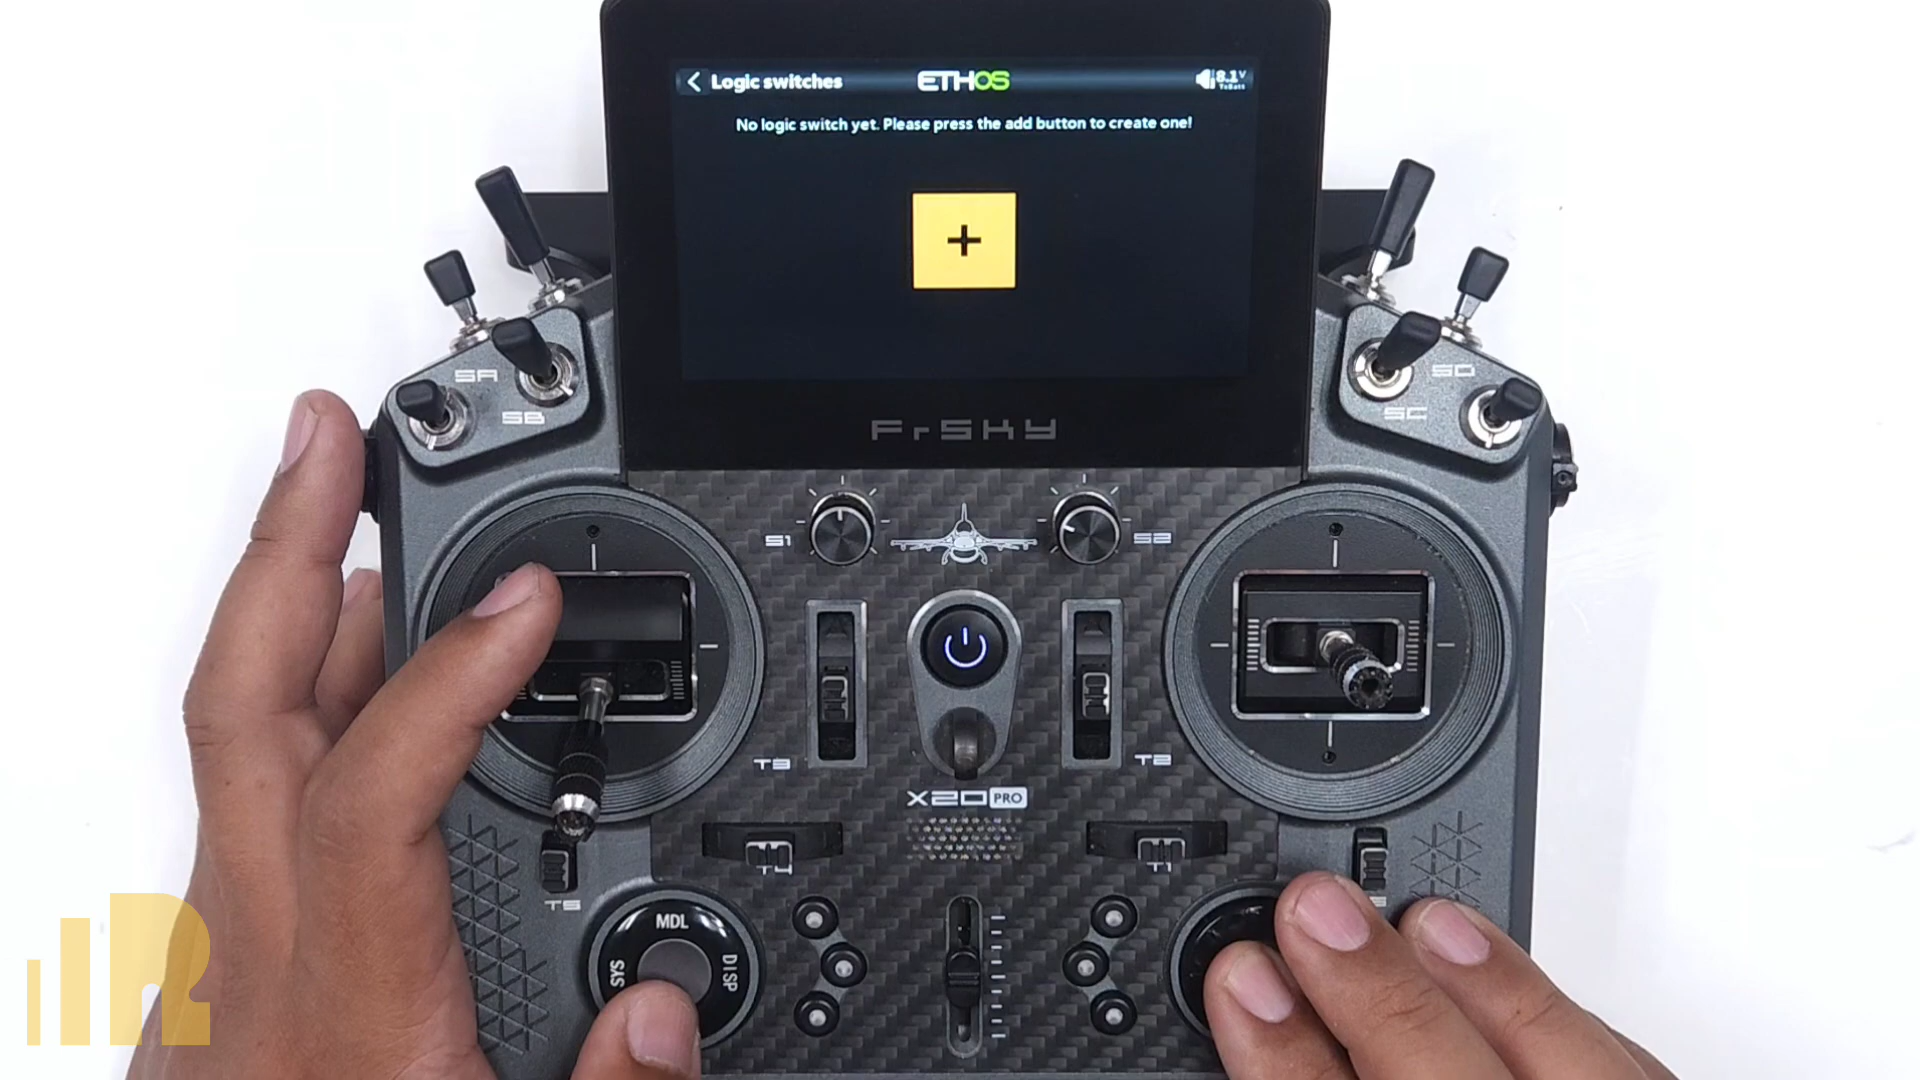 Logic switches
ETHOS
8.1V
TxBatt
No logic switch yet. Please press the add button to create one!
+
FrSKY
SA
SB
SD
SC
S1
S2
T3
T2
X20 PRO
T4
T1
T5
MDL
SYS
DISP
R